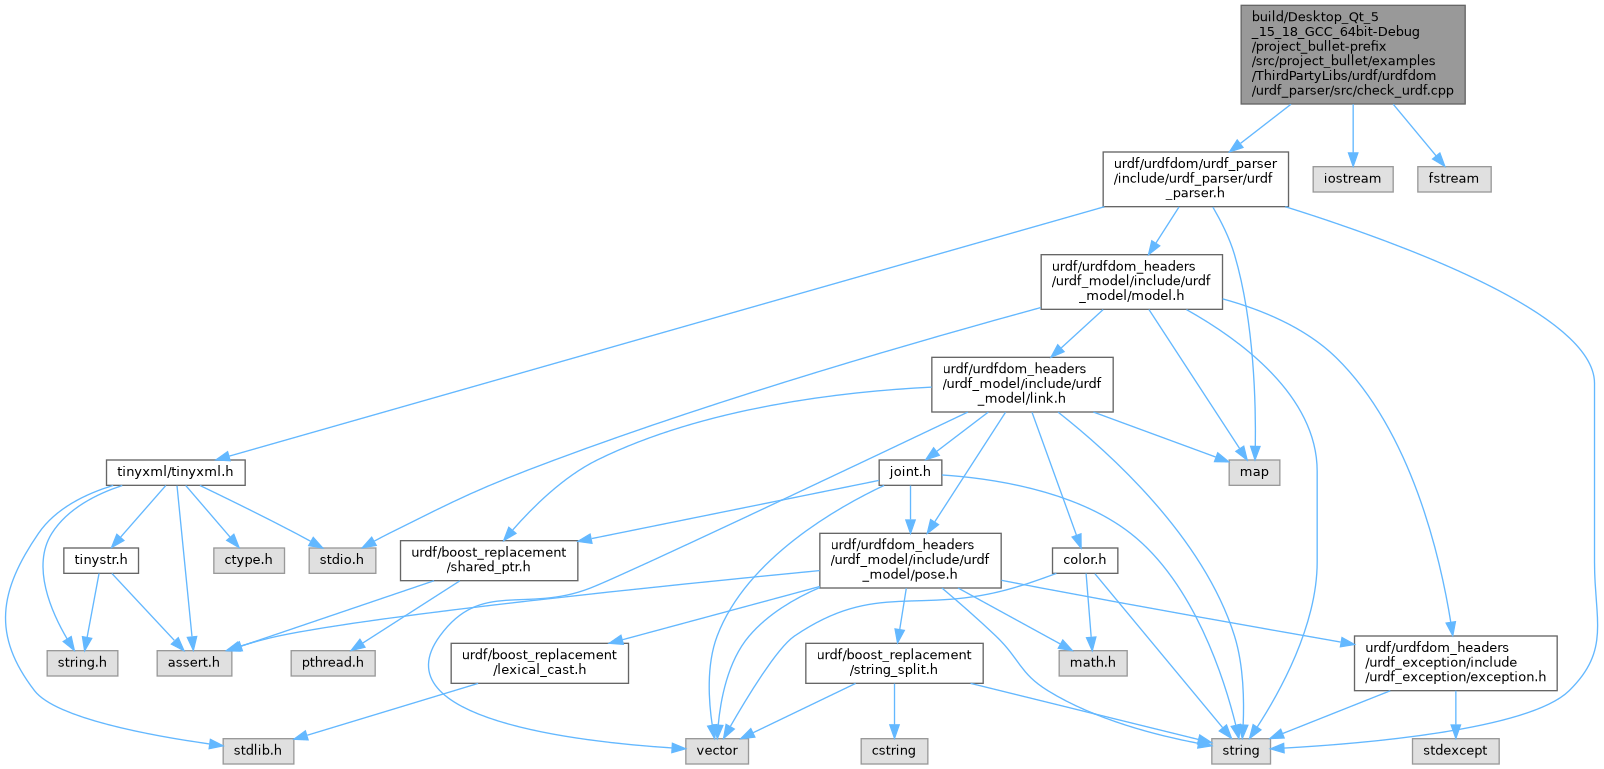 build/Desktop_Qt_5
_15_18_GCC_64bit-Debug
/project_bullet-prefix
/src/project_bullet/examples
/ThirdPartyLibs/urdf/urdfdom
/urdf_parser/src/check_urdf.cpp
urdf/urdfdom/urdf_parser
/include/urdf_parser/urdf
_parser.h
iostream
fstream
urdf/urdfdom_headers
/urdf_model/include/urdf
_model/model.h
urdf/urdfdom_headers
/urdf_model/include/urdf
_model/link.h
tinyxml/tinyxml.h
joint.h
map
tinystr.h
ctype.h
stdio.h
urdf/boost_replacement
/shared_ptr.h
urdf/urdfdom_headers
/urdf_model/include/urdf
_model/pose.h
color.h
string.h
assert.h
pthread.h
urdf/boost_replacement
/lexical_cast.h
urdf/boost_replacement
/string_split.h
math.h
urdf/urdfdom_headers
/urdf_exception/include
/urdf_exception/exception.h
stdlib.h
vector
cstring
string
stdexcept